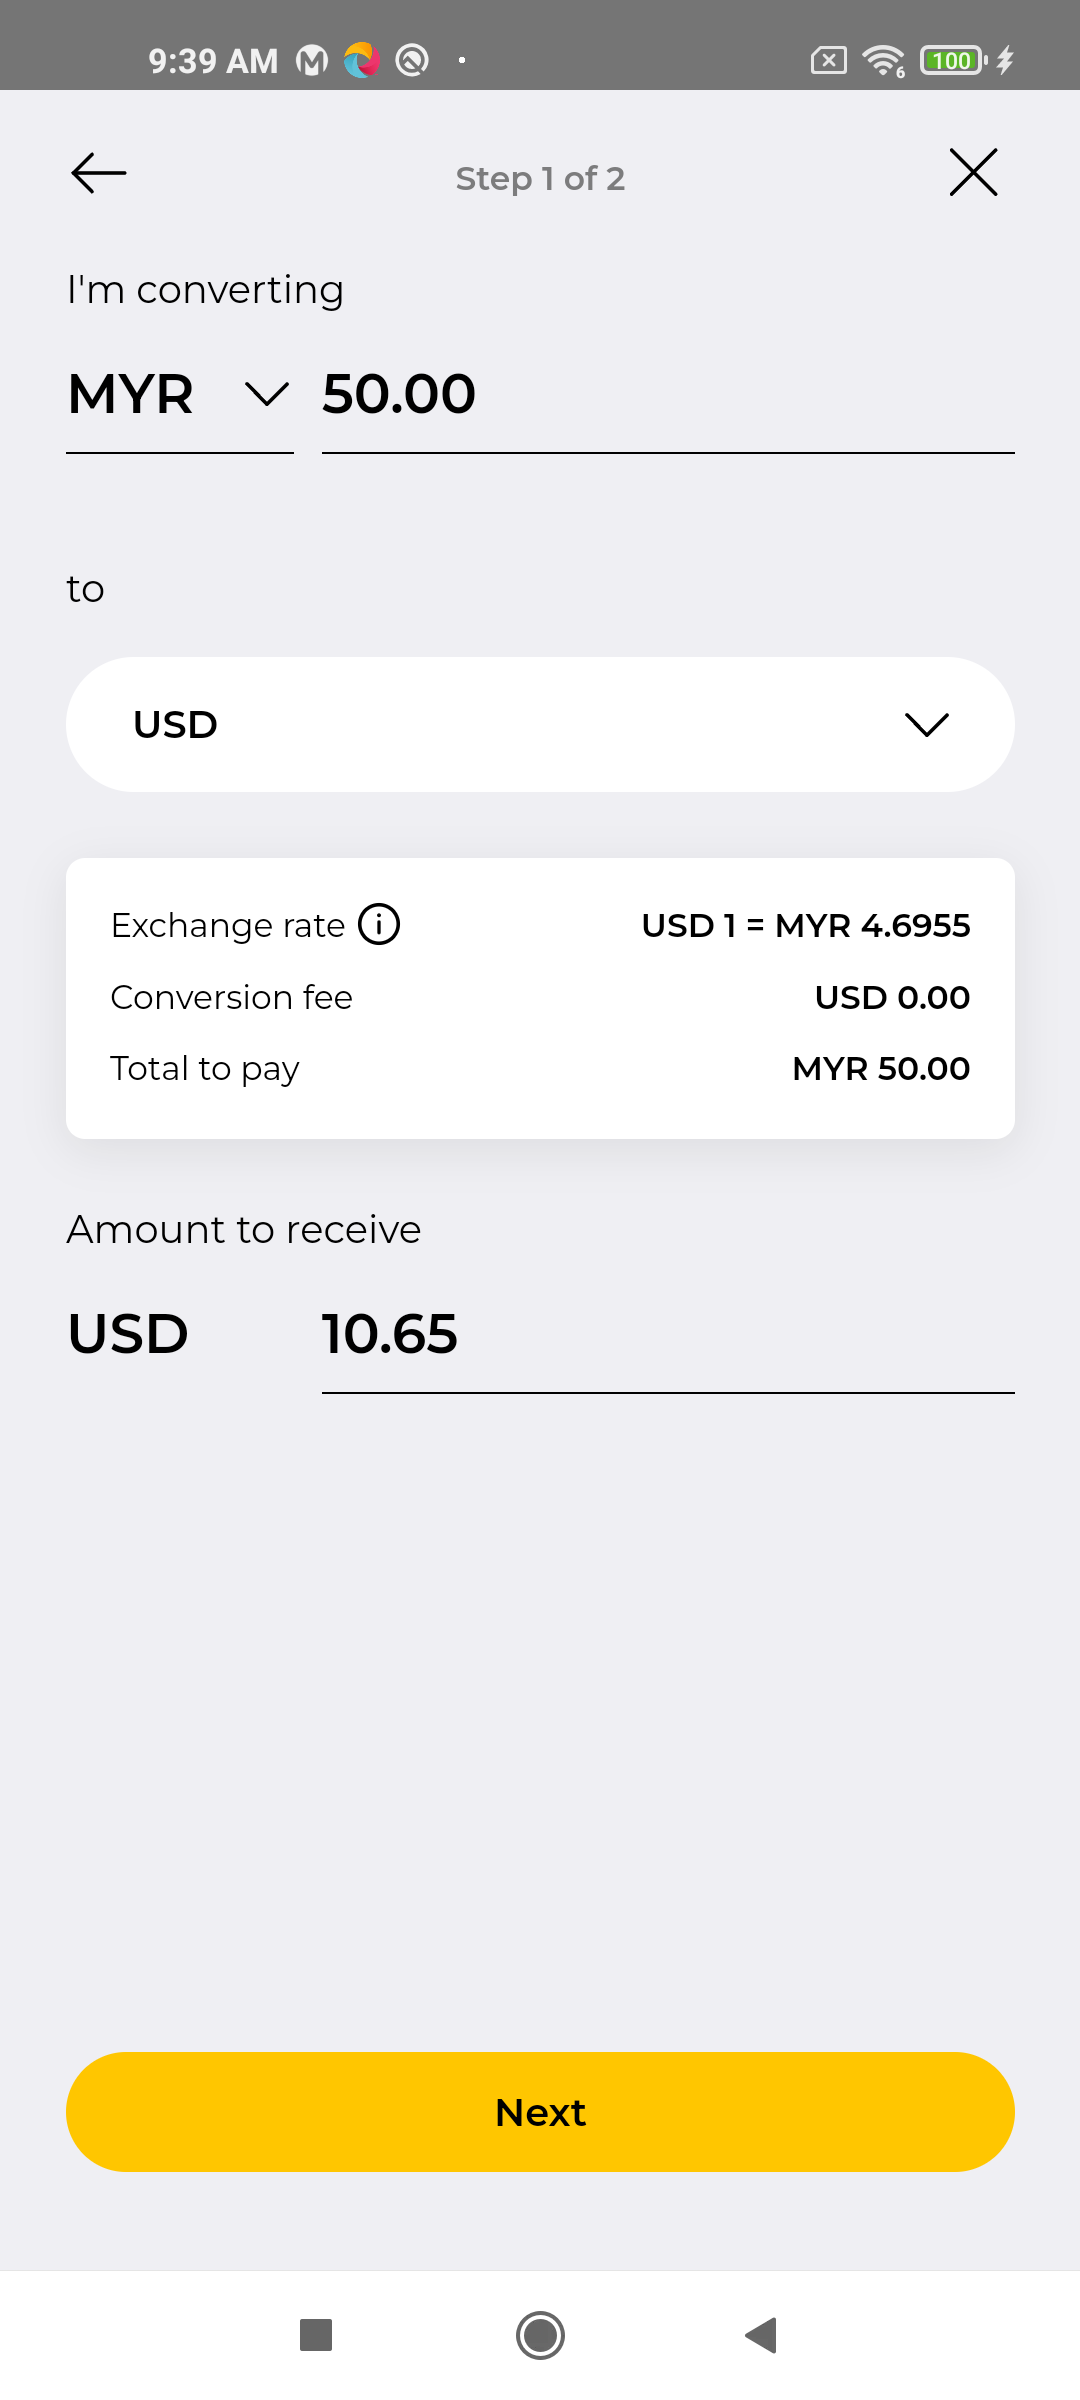 9:39 AM
6
100
Step 1 of 2
I'm converting
MYR 50.00
to
USD
Exchange rate USD 1 = MYR 4.6955
Conversion fee USD 0.00
Total to pay MYR 50.00
Amount to receive
USD 10.65
Next